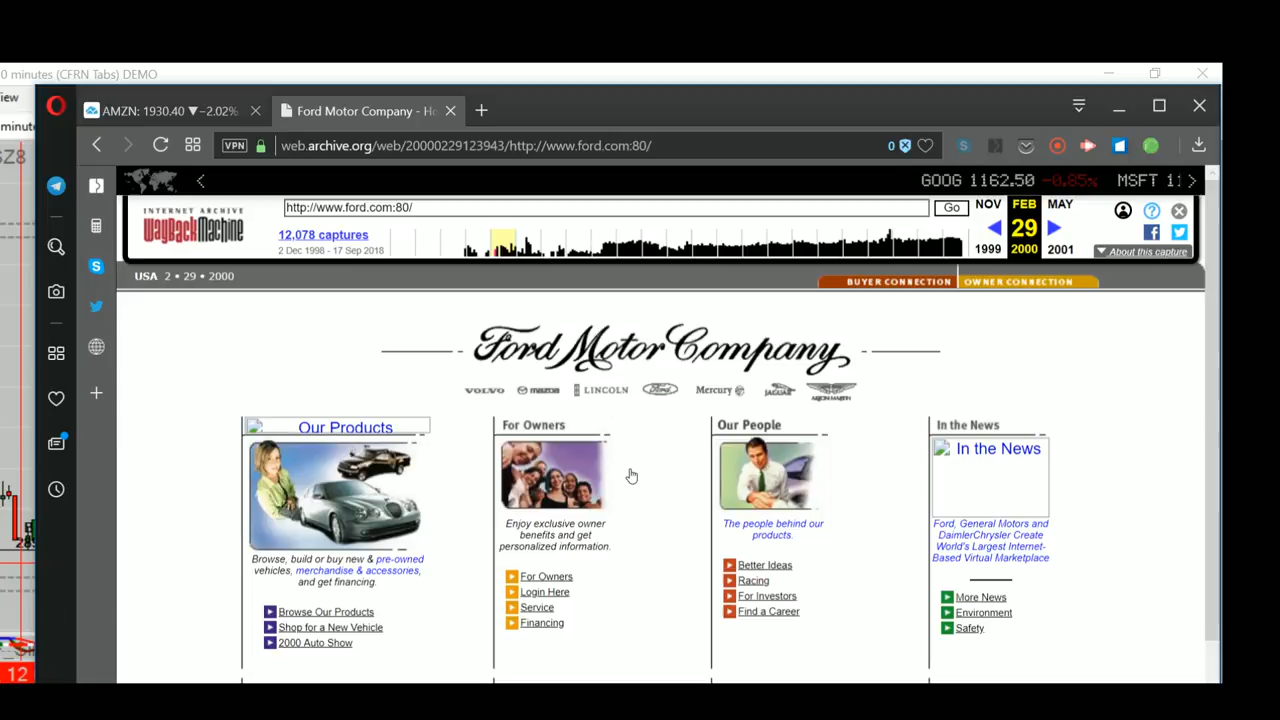 0 minutes (CFRN Tabs) DEMO
AMZN: 1930.40 ▼−2.02%
Ford Motor Company - H
VPN
web.archive.org/web/20000229123943/http://www.ford.com:80/
0
GOOG 1162.50 -0.85% MSFT 11
INTERNET ARCHIVE
WayBackMachine
http://www.ford.com:80/
Go
12,078 captures
2 Dec 1998 - 17 Sep 2018
NOV FEB MAY
29
1999 2000 2001
About this capture
USA 2 • 29 • 2000
BUYER CONNECTION
OWNER CONNECTION
Ford Motor Company
VOLVO mazda LINCOLN Ford Mercury JAGUAR ASTON MARTIN
Our Products
Browse, build or buy new & pre-owned
vehicles, merchandise & accessories,
and get financing.
Browse Our Products
Shop for a New Vehicle
2000 Auto Show
For Owners
Enjoy exclusive owner
benefits and get
personalized information.
For Owners
Login Here
Service
Financing
Our People
The people behind our
products.
Better Ideas
Racing
For Investors
Find a Career
In the News
In the News
Ford, General Motors and
DaimlerChrysler Create
World's Largest Internet-
Based Virtual Marketplace
More News
Environment
Safety
iew
minut
SZ8
12